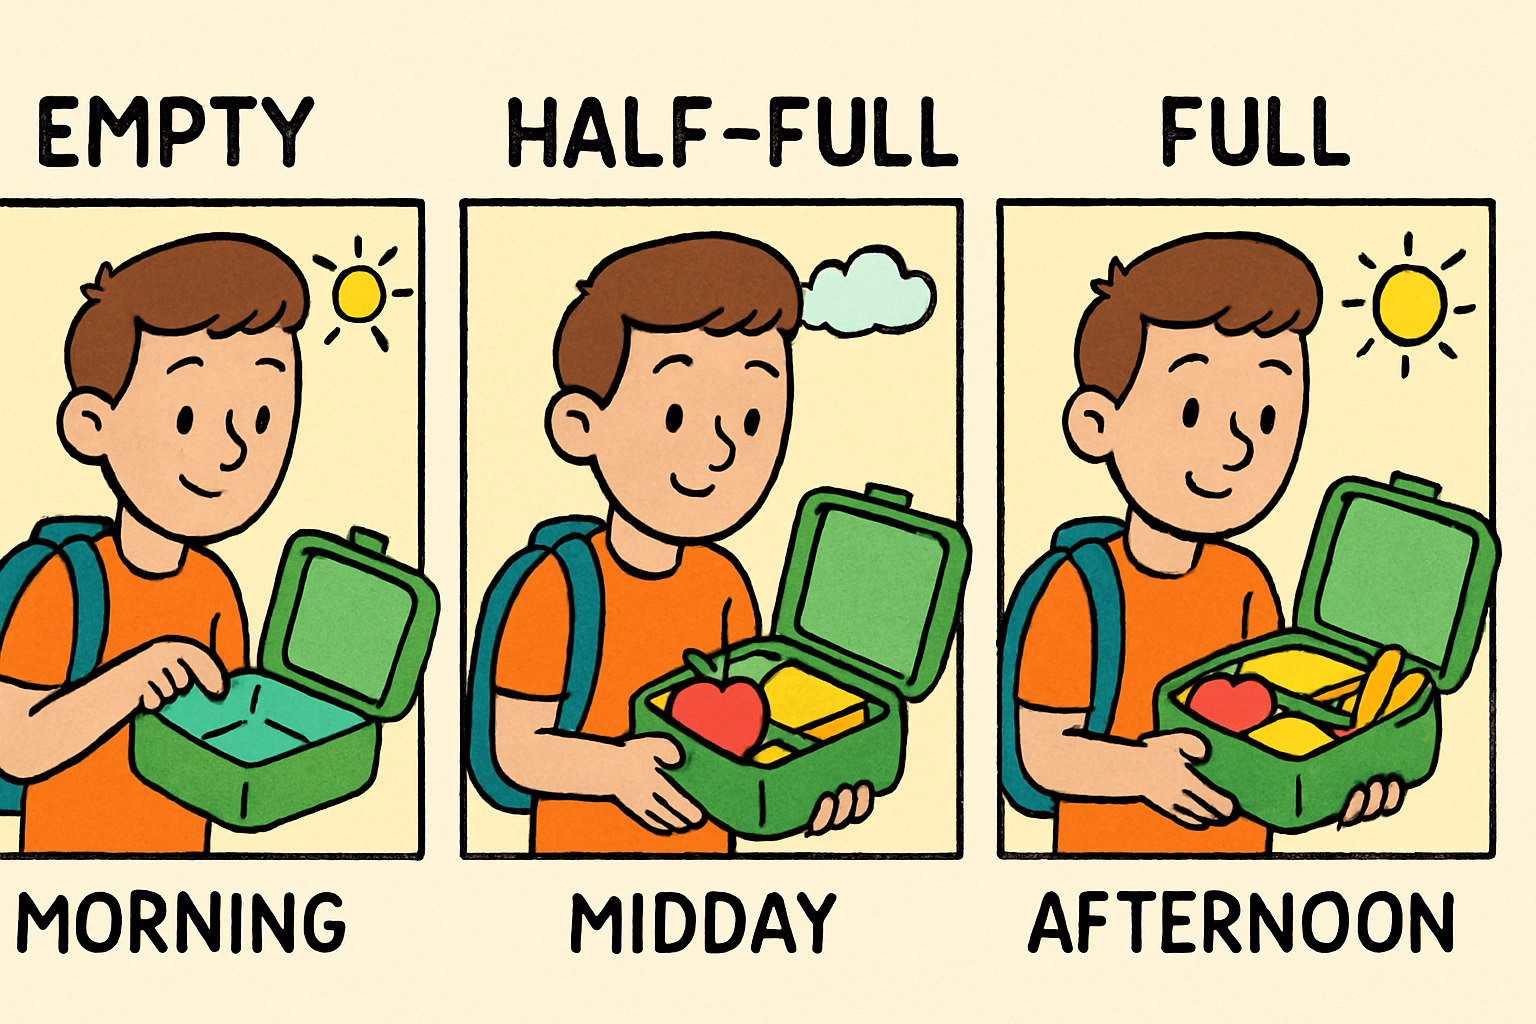 EMPTY
HALF-FULL
FULL
MORNING
MIDDAY
AFTERNOON